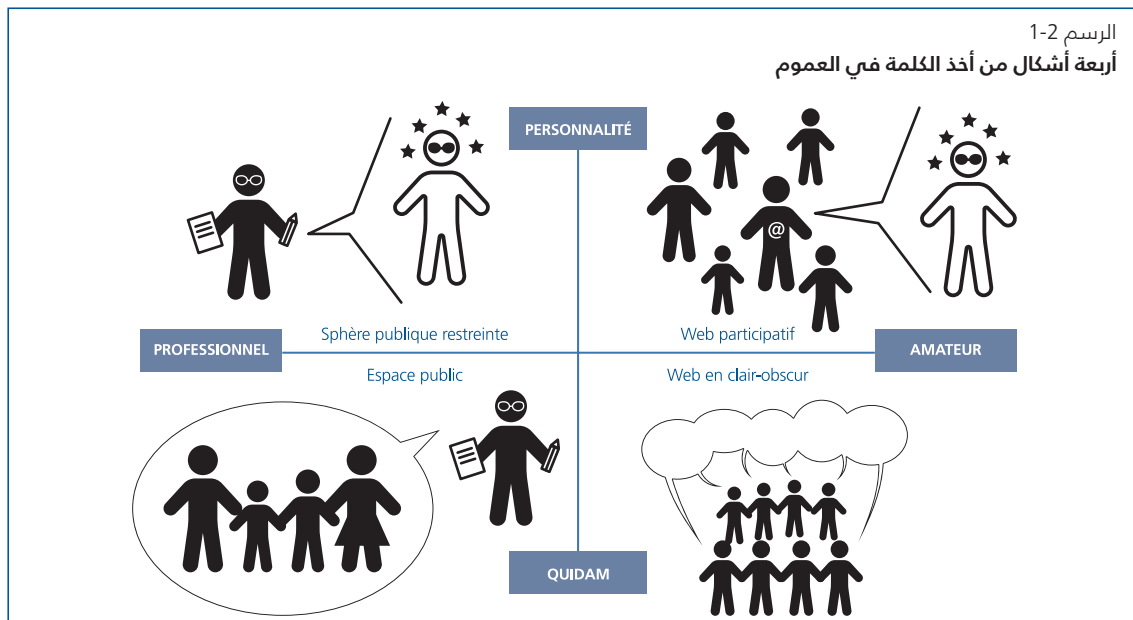 الرسم 2-1
أربعة أشكال من أخذ الكلمة في العموم
PERSONNALITÉ
@
Sphère publique restreinte
Web participatif
PROFESSIONNEL
AMATEUR
Espace public
Web en clair-obscur
QUIDAM